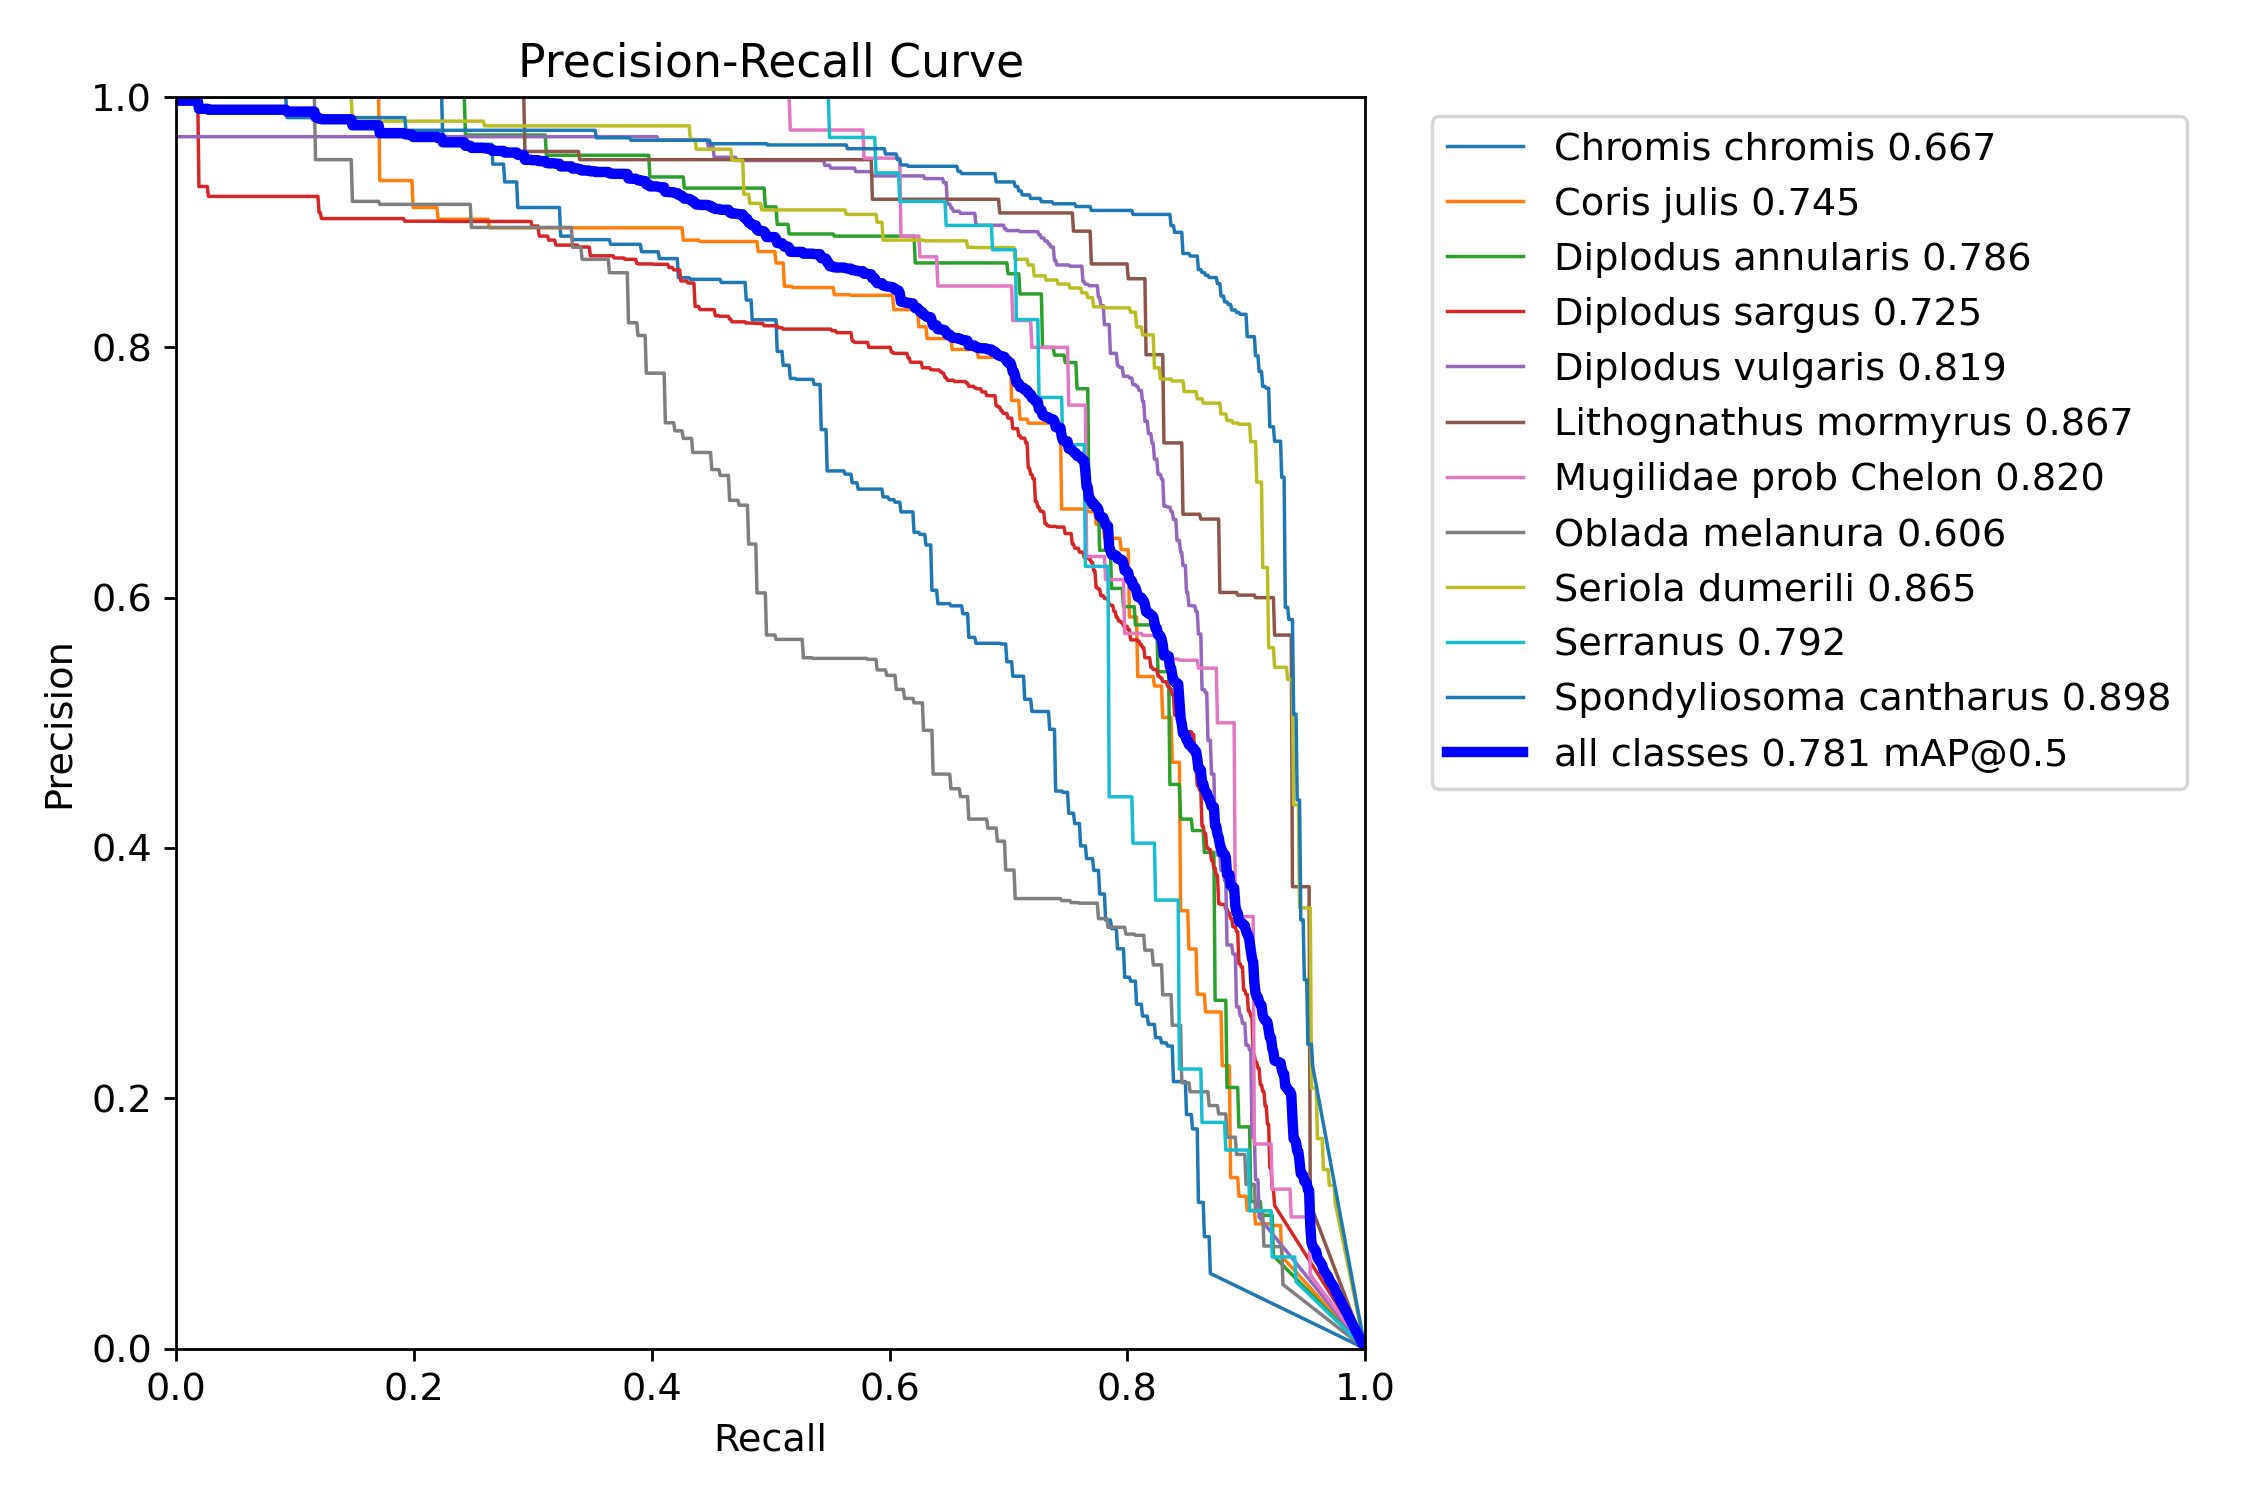 Precision-Recall Curve
1.0
0.8
0.6
0.4
0.2
0.0
Precision
0.0 0.2 0.4 0.6 0.8 1.0
Recall
Chromis chromis 0.667
Coris julis 0.745
Diplodus annularis 0.786
Diplodus sargus 0.725
Diplodus vulgaris 0.819
Lithognathus mormyrus 0.867
Mugilidae prob Chelon 0.820
Oblada melanura 0.606
Seriola dumerili 0.865
Serranus 0.792
Spondyliosoma cantharus 0.898
all classes 0.781 mAP@0.5